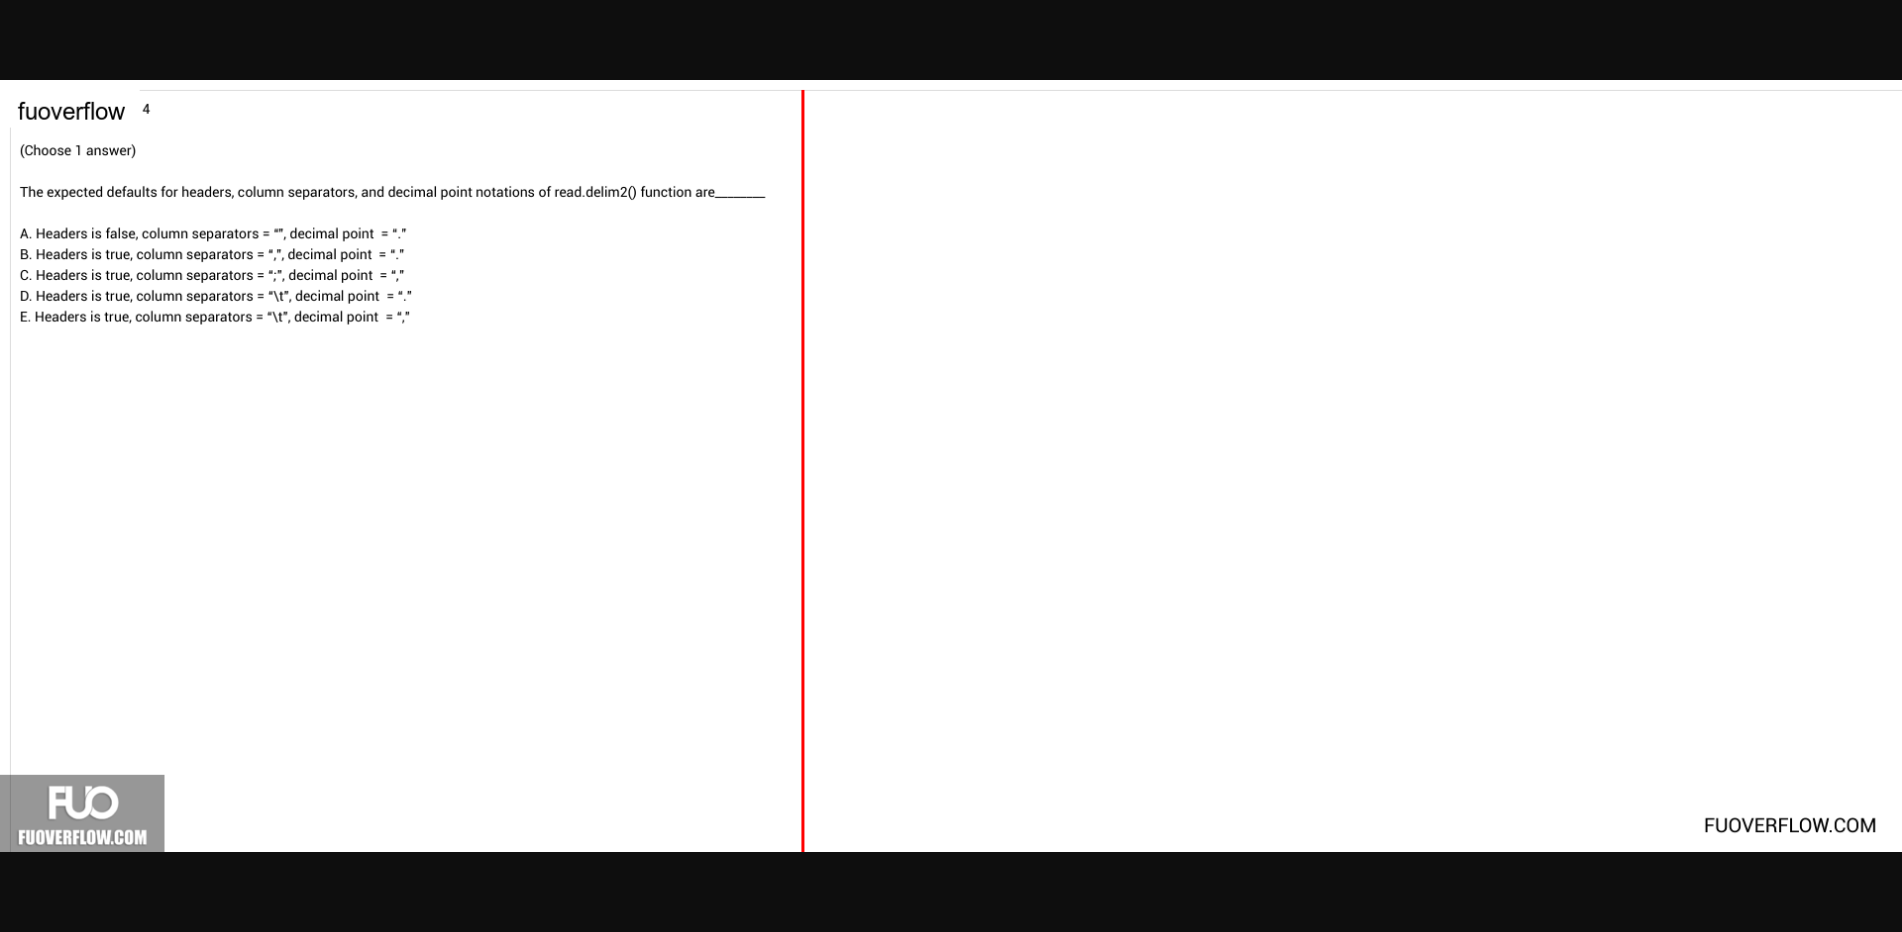 fuoverflow 4
(Choose 1 answer)
The expected defaults for headers, column separators, and decimal point notations of read.delim2() function are________
A. Headers is false, column separators = “”, decimal point  = “.”
B. Headers is true, column separators = “,”, decimal point  = “.”
C. Headers is true, column separators = “;”, decimal point  = “,”
D. Headers is true, column separators = “\t”, decimal point  = “.”
E. Headers is true, column separators = “\t”, decimal point  = “,”
FUO
FUOVERFLOW.COM
FUOVERFLOW.COM